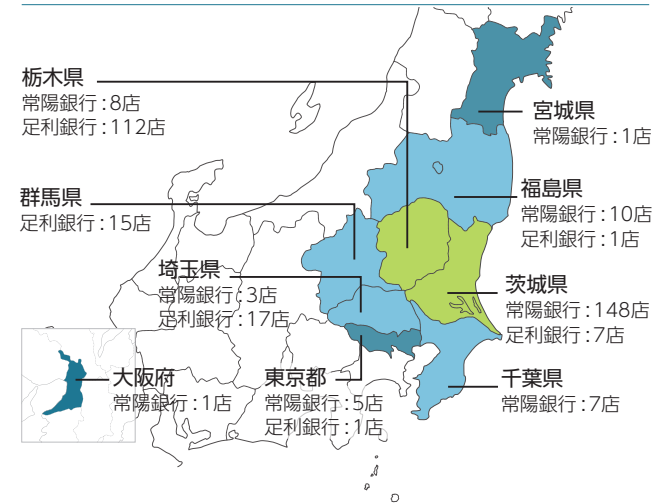 栃木県
常陽銀行:8店
足利銀行:112店
宮城県
常陽銀行:1店
福島県
常陽銀行:10店
足利銀行:1店
群馬県
足利銀行:15店
埼玉県
常陽銀行:3店
足利銀行:17店
茨城県
常陽銀行:148店
足利銀行:7店
大阪府
常陽銀行:1店
東京都
常陽銀行:5店
足利銀行:1店
千葉県
常陽銀行:7店